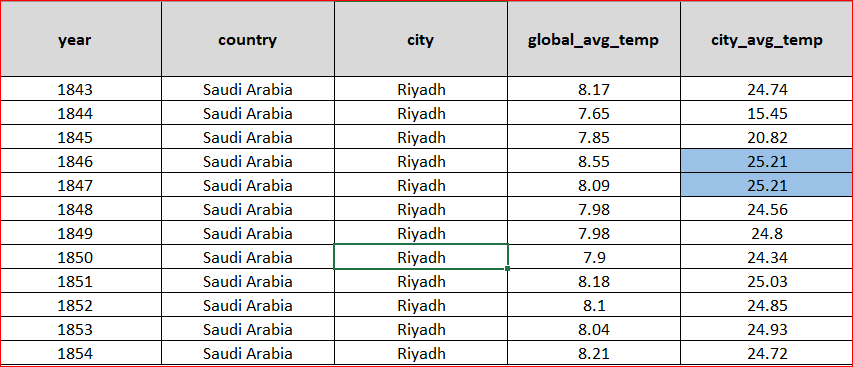 year country city global_avg_temp city_avg_temp
1843 Saudi Arabia Riyadh 8.17 24.74
1844 Saudi Arabia Riyadh 7.65 15.45
1845 Saudi Arabia Riyadh 7.85 20.82
1846 Saudi Arabia Riyadh 8.55 25.21
1847 Saudi Arabia Riyadh 8.09 25.21
1848 Saudi Arabia Riyadh 7.98 24.56
1849 Saudi Arabia Riyadh 7.98 24.8
1850 Saudi Arabia Riyadh 7.9 24.34
1851 Saudi Arabia Riyadh 8.18 25.03
1852 Saudi Arabia Riyadh 8.1 24.85
1853 Saudi Arabia Riyadh 8.04 24.93
1854 Saudi Arabia Riyadh 8.21 24.72